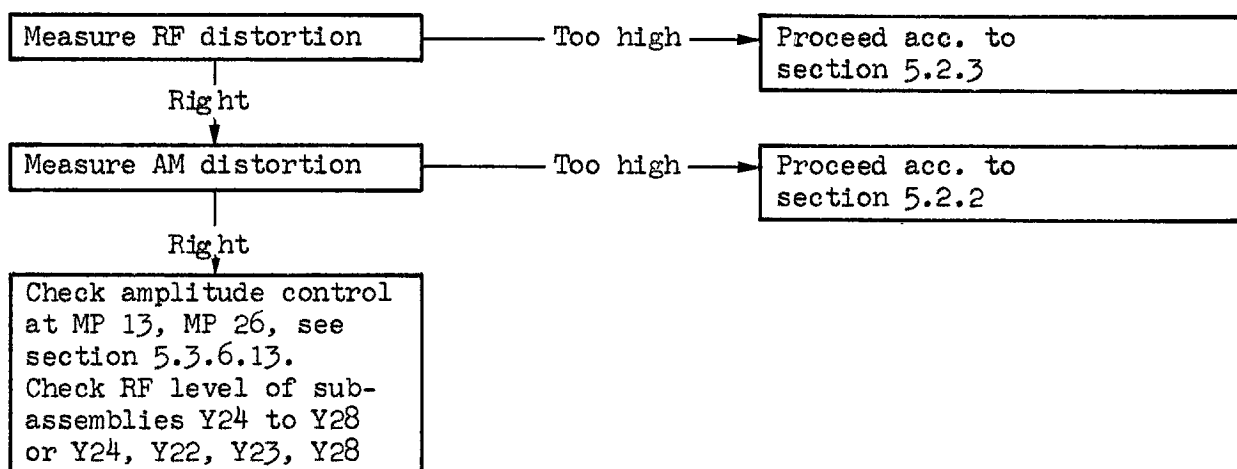 Measure RF distortion
Too high
Proceed acc. to
section 5.2.3
Right
Measure AM distortion
Too high
Proceed acc. to
section 5.2.2
Right
Check amplitude control
at MP 13, MP 26, see
section 5.3.6.13.
Check RF level of sub-
assemblies Y24 to Y28
or Y24, Y22, Y23, Y28